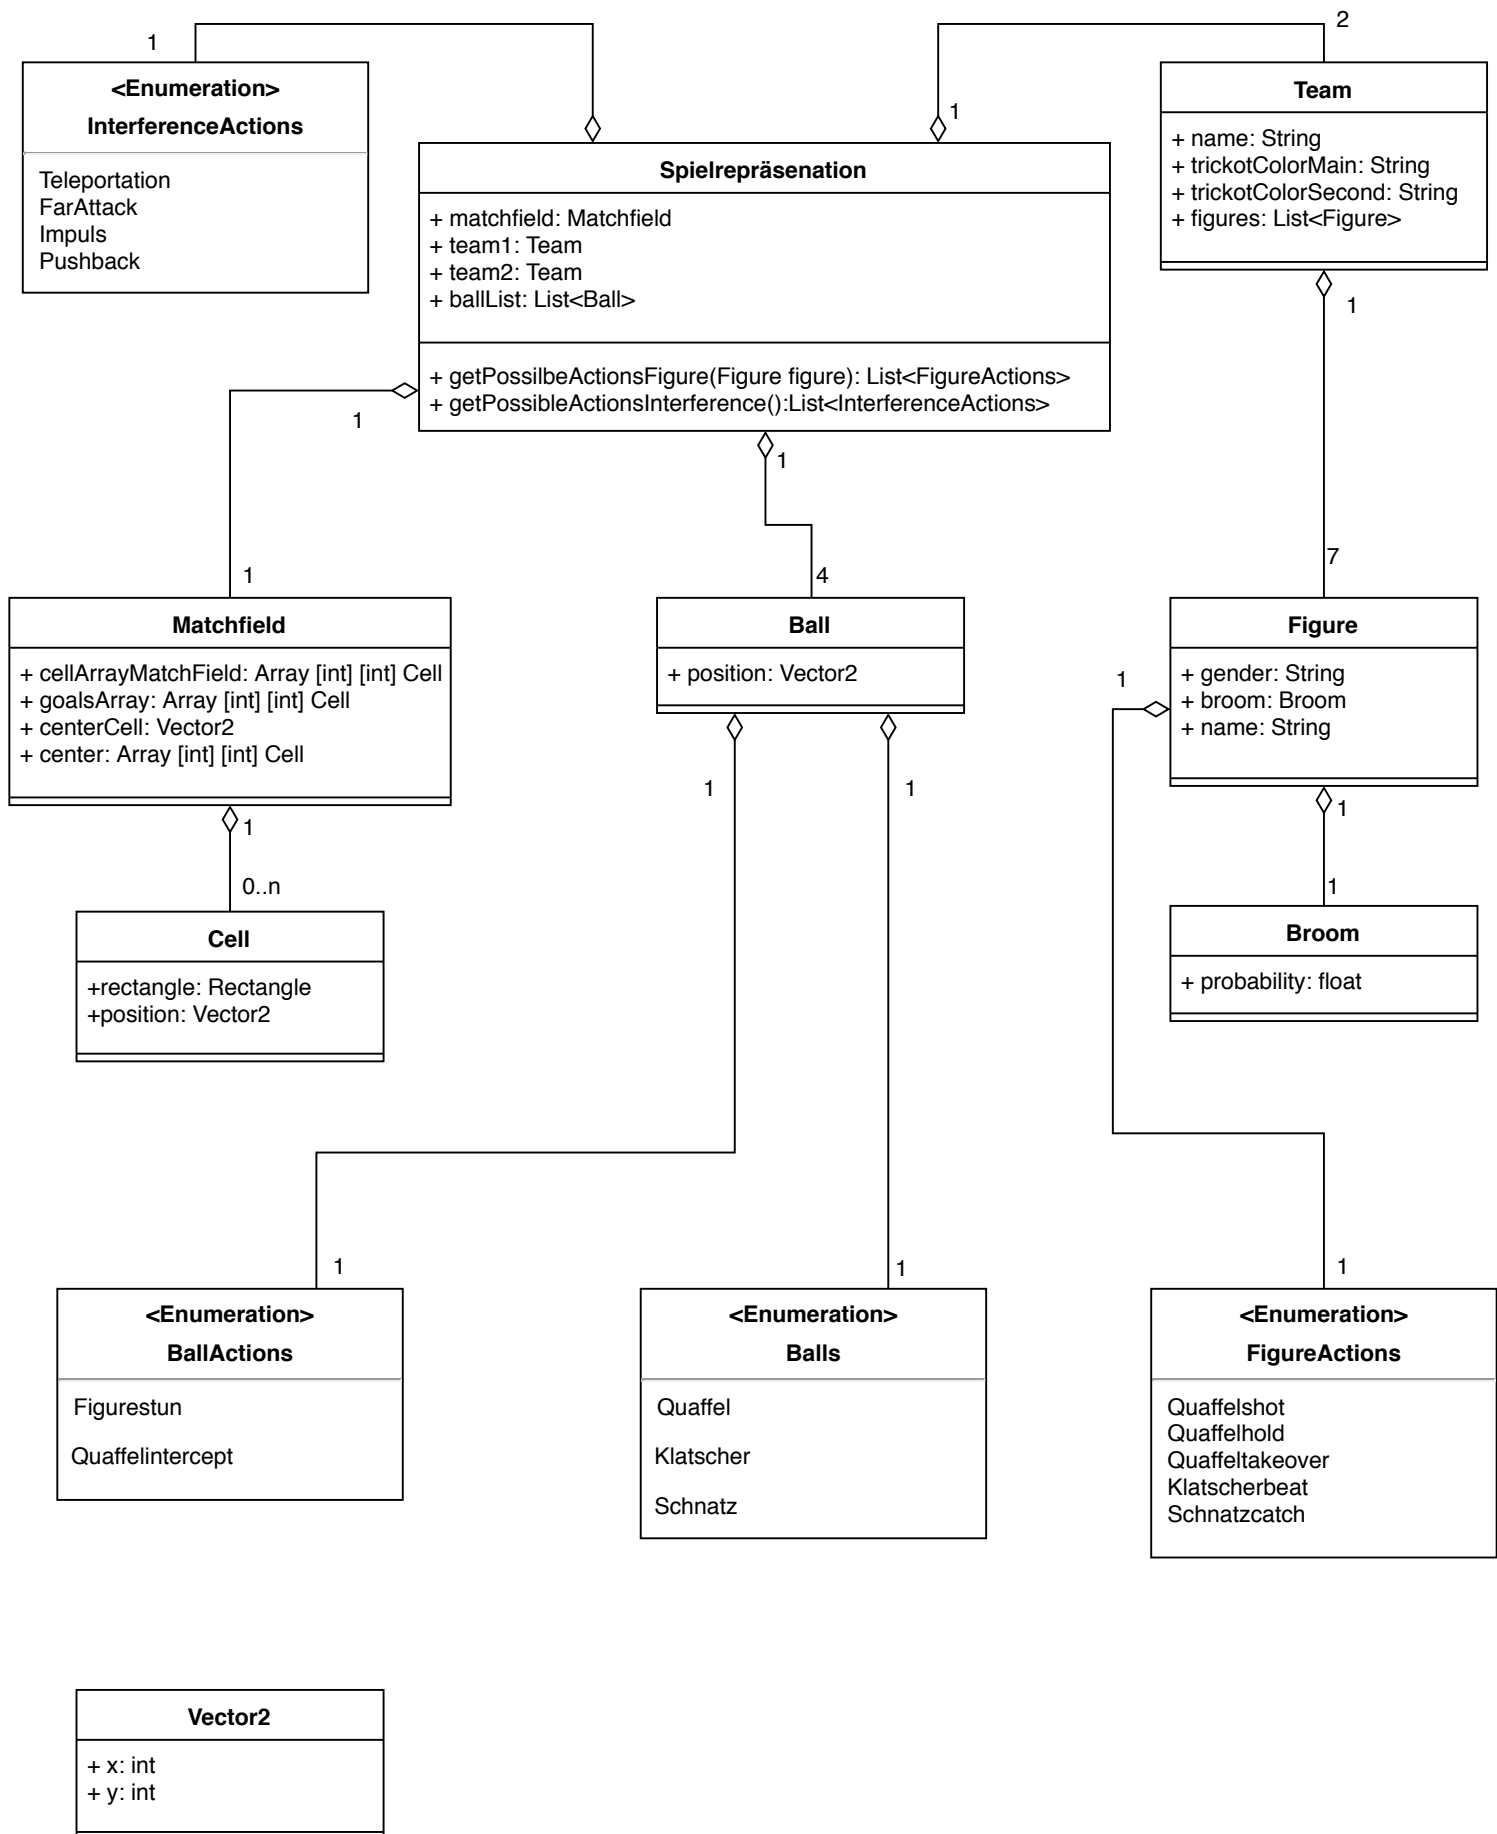 1
2
<Enumeration>
InterferenceActions
Teleportation
FarAttack
Impuls
Pushback
1
Team
+ name: String
+ trickotColorMain: String
+ trickotColorSecond: String
+ figures: List<Figure>
1
Spielrepräsenation
+ matchfield: Matchfield
+ team1: Team
+ team2: Team
+ ballList: List<Ball>
+ getPossilbeActionsFigure(Figure figure): List<FigureActions>
+ getPossibleActionsInterference():List<InterferenceActions>
1
1
1
4
7
Matchfield
+ cellArrayMatchField: Array [int] [int] Cell
+ goalsArray: Array [int] [int] Cell
+ centerCell: Vector2
+ center: Array [int] [int] Cell
Ball
+ position: Vector2
Figure
+ gender: String
+ broom: Broom
+ name: String
1
1
1
1
1
0..n
1
Cell
+rectangle: Rectangle
+position: Vector2
Broom
+ probability: float
1
1
1
<Enumeration>
BallActions
Figurestun
Quaffelintercept
<Enumeration>
Balls
Quaffel
Klatscher
Schnatz
<Enumeration>
FigureActions
Quaffelshot
Quaffelhold
Quaffeltakeover
Klatscherbeat
Schnatzcatch
Vector2
+ x: int
+ y: int